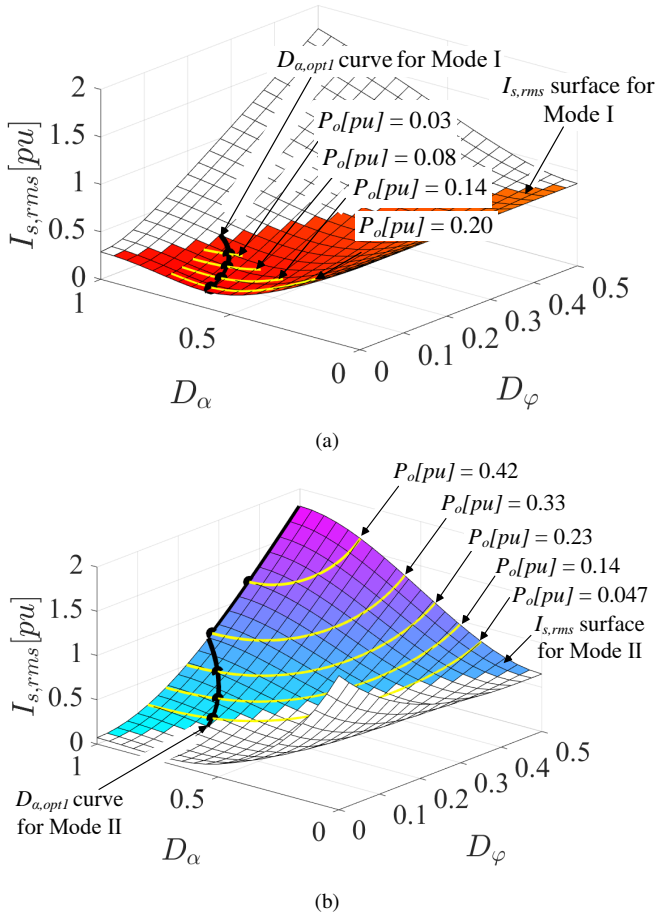 D_{α,opt1} curve for Mode I
I_{s,rms} surface for
Mode I
P_o[pu] = 0.03
P_o[pu] = 0.08
P_o[pu] = 0.14
P_o[pu] = 0.20
I_{s,rms} [pu]
2
1.5
1
0.5
0
1
0.5
0
D_α
0
0.1
0.2
0.3
0.4
0.5
D_φ
(a)
P_o[pu] = 0.42
P_o[pu] = 0.33
P_o[pu] = 0.23
P_o[pu] = 0.14
P_o[pu] = 0.047
I_{s,rms} surface
for Mode II
I_{s,rms} [pu]
2
1.5
1
0.5
0
1
0.5
0
D_α
0
0.1
0.2
0.3
0.4
0.5
D_φ
D_{α,opt1} curve
for Mode II
(b)